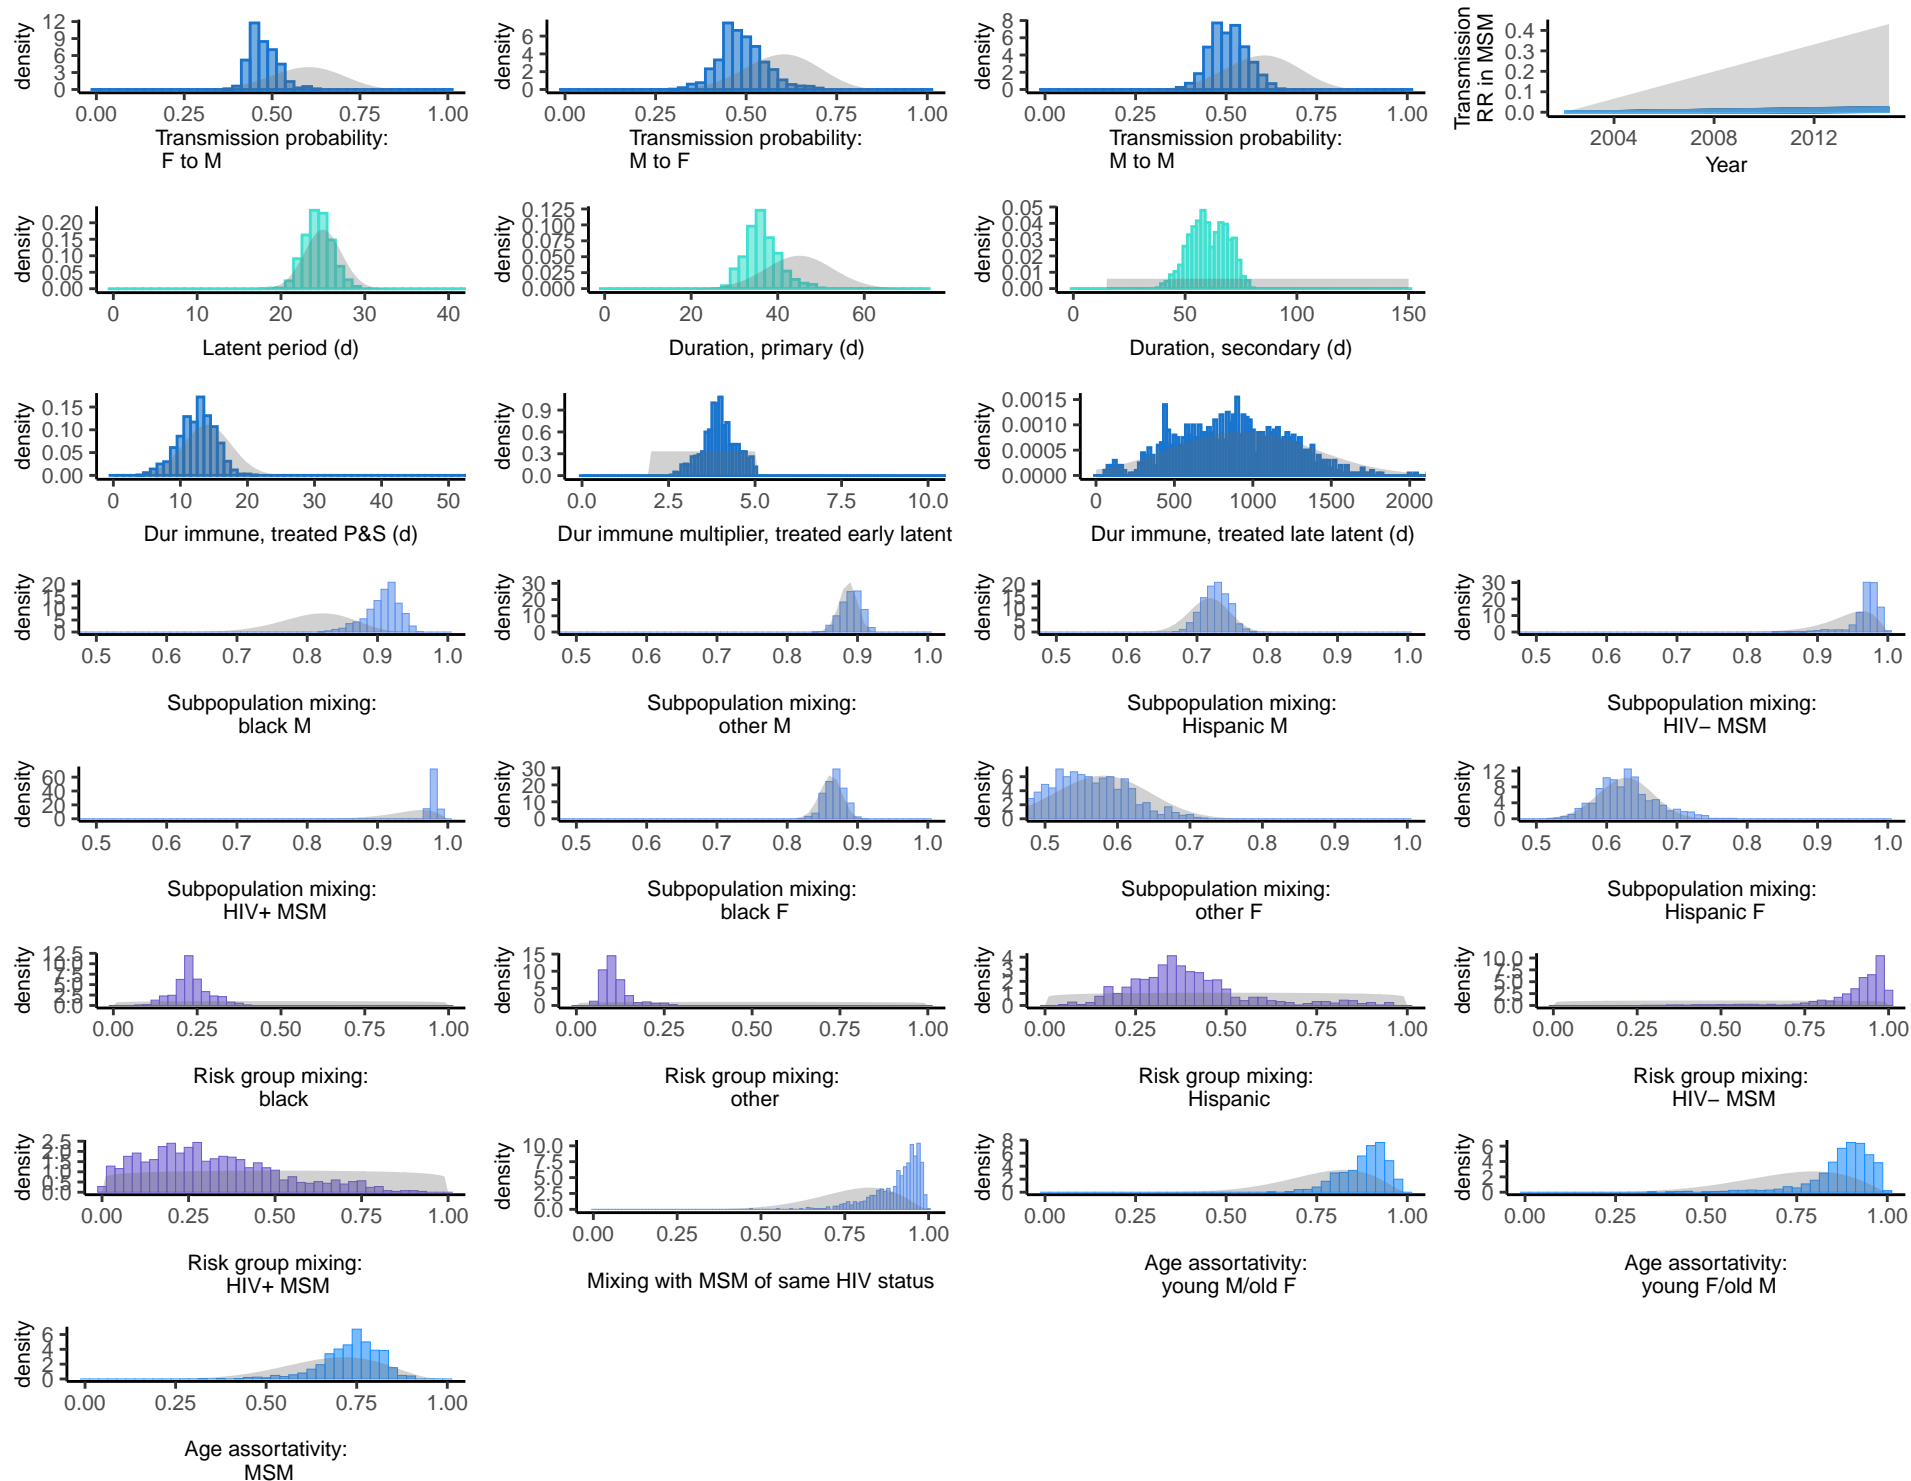 density
12
9
6
3
0
0.00 0.25 0.50 0.75 1.00
Transmission probability:
F to M
density
6
4
2
0
0.00 0.25 0.50 0.75 1.00
Transmission probability:
M to F
density
8
6
4
2
0
0.00 0.25 0.50 0.75 1.00
Transmission probability:
M to M
Transmission
RR in MSM
0.4
0.3
0.2
0.1
0.0
2004 2008 2012
Year
density
0.20
0.15
0.10
0.05
0.00
0 10 20 30 40
Latent period (d)
density
0.125
0.100
0.075
0.050
0.025
0.000
0 20 40 60
Duration, primary (d)
density
0.05
0.04
0.03
0.02
0.01
0.00
0 50 100 150
Duration, secondary (d)
density
0.15
0.10
0.05
0.00
0 10 20 30 40 50
Dur immune, treated P&S (d)
density
0.9
0.6
0.3
0.0
0.0 2.5 5.0 7.5 10.0
Dur immune multiplier, treated early latent
density
0.0015
0.0010
0.0005
0.0000
0 500 1000 1500 2000
Dur immune, treated late latent (d)
density
20
15
10
5
0
0.5 0.6 0.7 0.8 0.9 1.0
Subpopulation mixing:
black M
density
30
20
10
0
0.5 0.6 0.7 0.8 0.9 1.0
Subpopulation mixing:
other M
density
20
15
10
5
0
0.5 0.6 0.7 0.8 0.9 1.0
Subpopulation mixing:
Hispanic M
density
30
20
10
0
0.5 0.6 0.7 0.8 0.9 1.0
Subpopulation mixing:
HIV− MSM
density
60
40
20
0
0.5 0.6 0.7 0.8 0.9 1.0
Subpopulation mixing:
HIV+ MSM
density
30
20
10
0
0.5 0.6 0.7 0.8 0.9 1.0
Subpopulation mixing:
black F
density
6
4
2
0
0.5 0.6 0.7 0.8 0.9 1.0
Subpopulation mixing:
other F
density
12
8
4
0
0.5 0.6 0.7 0.8 0.9 1.0
Subpopulation mixing:
Hispanic F
density
12.5
10.0
7.5
5.0
2.5
0.0
0.00 0.25 0.50 0.75 1.00
Risk group mixing:
black
density
15
10
5
0
0.00 0.25 0.50 0.75 1.00
Risk group mixing:
other
density
4
3
2
1
0
0.00 0.25 0.50 0.75 1.00
Risk group mixing:
Hispanic
density
10.0
7.5
5.0
2.5
0.0
0.00 0.25 0.50 0.75 1.00
Risk group mixing:
HIV− MSM
density
2.5
2.0
1.5
1.0
0.5
0.0
0.00 0.25 0.50 0.75 1.00
Risk group mixing:
HIV+ MSM
density
10.0
7.5
5.0
2.5
0.0
0.00 0.25 0.50 0.75 1.00
Mixing with MSM of same HIV status
density
8
6
4
2
0
0.00 0.25 0.50 0.75 1.00
Age assortativity:
young M/old F
density
6
4
2
0
0.00 0.25 0.50 0.75 1.00
Age assortativity:
young F/old M
density
6
4
2
0
0.00 0.25 0.50 0.75 1.00
Age assortativity:
MSM